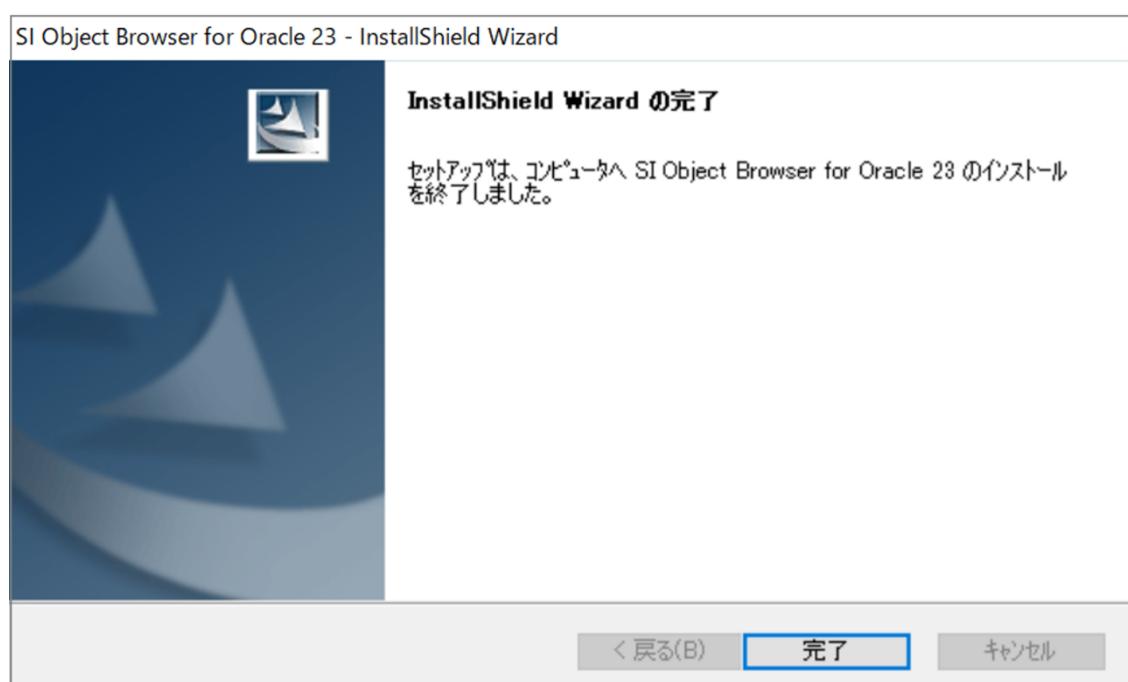 SI Object Browser for Oracle 23 - InstallShield Wizard
InstallShield Wizard の完了
ｾｯﾄｱｯﾌﾟは、ｺﾝﾋﾟｭｰﾀへ SI Object Browser for Oracle 23 のｲﾝｽﾄｰﾙ
を終了しました。
< 戻る(B)
完了
ｷｬﾝｾﾙ